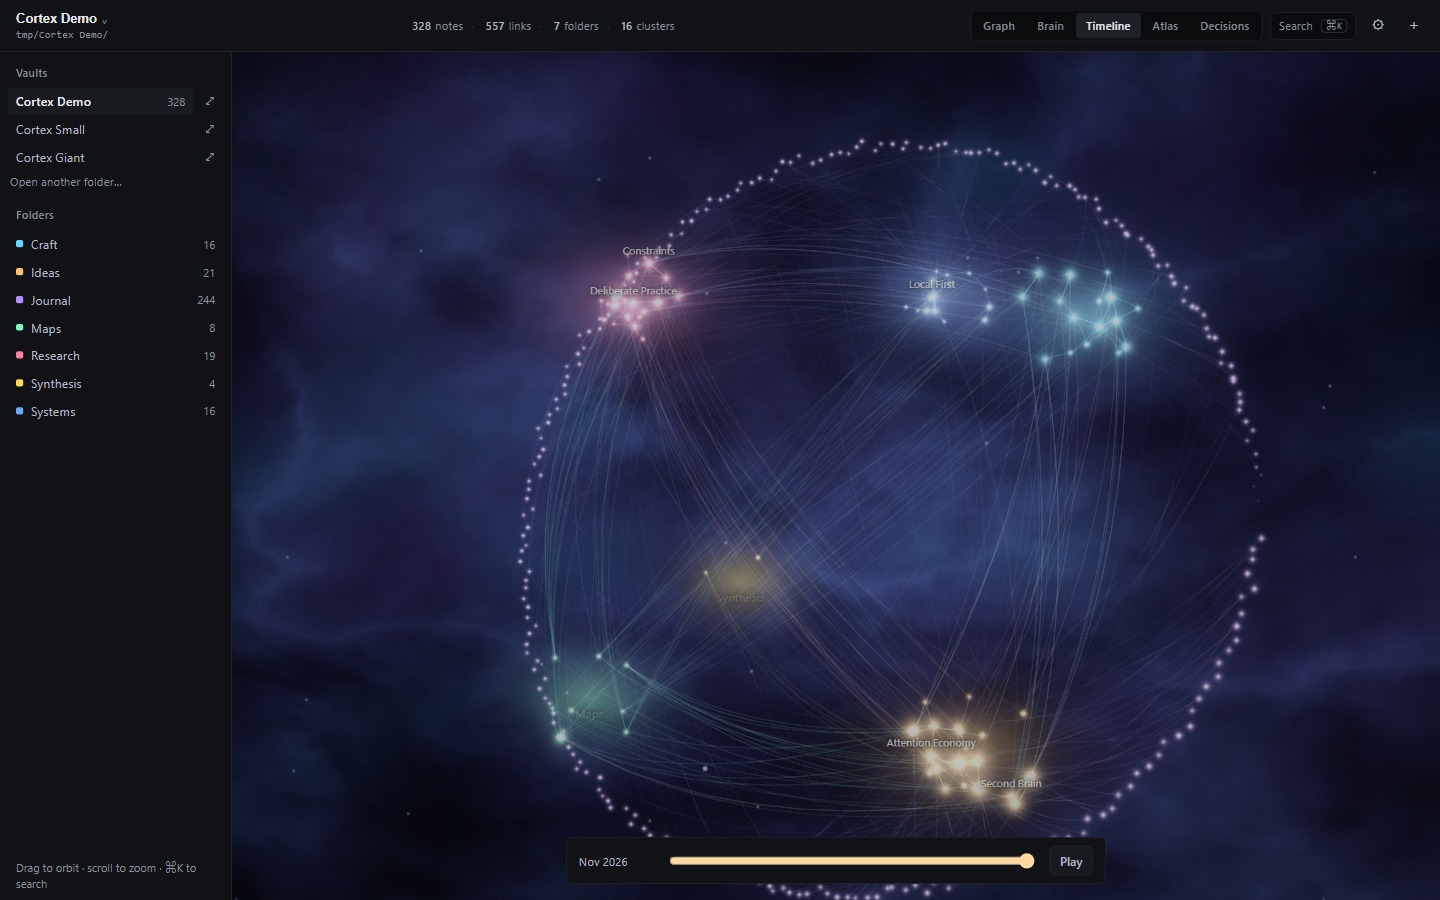 Cortex Demo
tmp/Cortex Demo/
328 notes · 557 links · 7 folders · 16 clusters
Graph
Brain
Timeline
Atlas
Decisions
Search ⌘K
Vaults
Cortex Demo 328
Cortex Small
Cortex Giant
Open another folder...
Folders
Craft 16
Ideas 21
Journal 244
Maps 8
Research 19
Synthesis 4
Systems 16
Drag to orbit · scroll to zoom · ⌘K to
search
Constraints
Deliberate Practice
Local First
Synthesis
Maps
Attention Economy
Second Brain
Nov 2026
Play